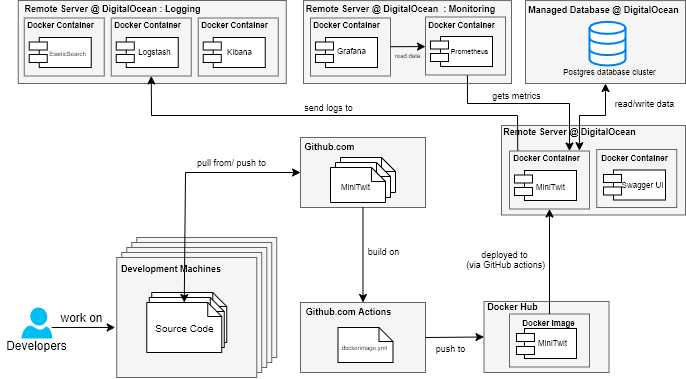 Remote Server @ DigitalOcean : Logging
Docker Container
ElasticSearch
Docker Container
Logstash
Docker Container
Kibana
Remote Server @ DigitalOcean : Monitoring
Docker Container
Grafana
read data
Docker Container
Prometheus
Managed Database @ DigitalOcean
Postgres database cluster
send logs to
gets metrics
read/write data
Remote Server @ DigitalOcean
Docker Container
MiniTwit
Docker Container
Swagger UI
pull from/ push to
Github.com
MiniTwit
build on
deployed to
(via GitHub actions)
Development Machines
Source Code
work on
Developers
Github.com Actions
.dockerimage.yml
push to
Docker Hub
Docker Image
MiniTwit